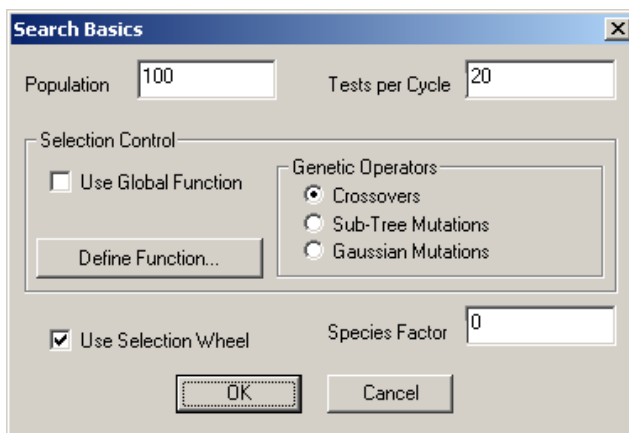 Search Basics
Population 100 Tests per Cycle 20
Selection Control
Use Global Function
Define Function...
Genetic Operators
Crossovers
Sub-Tree Mutations
Gaussian Mutations
Use Selection Wheel Species Factor 0
OK Cancel